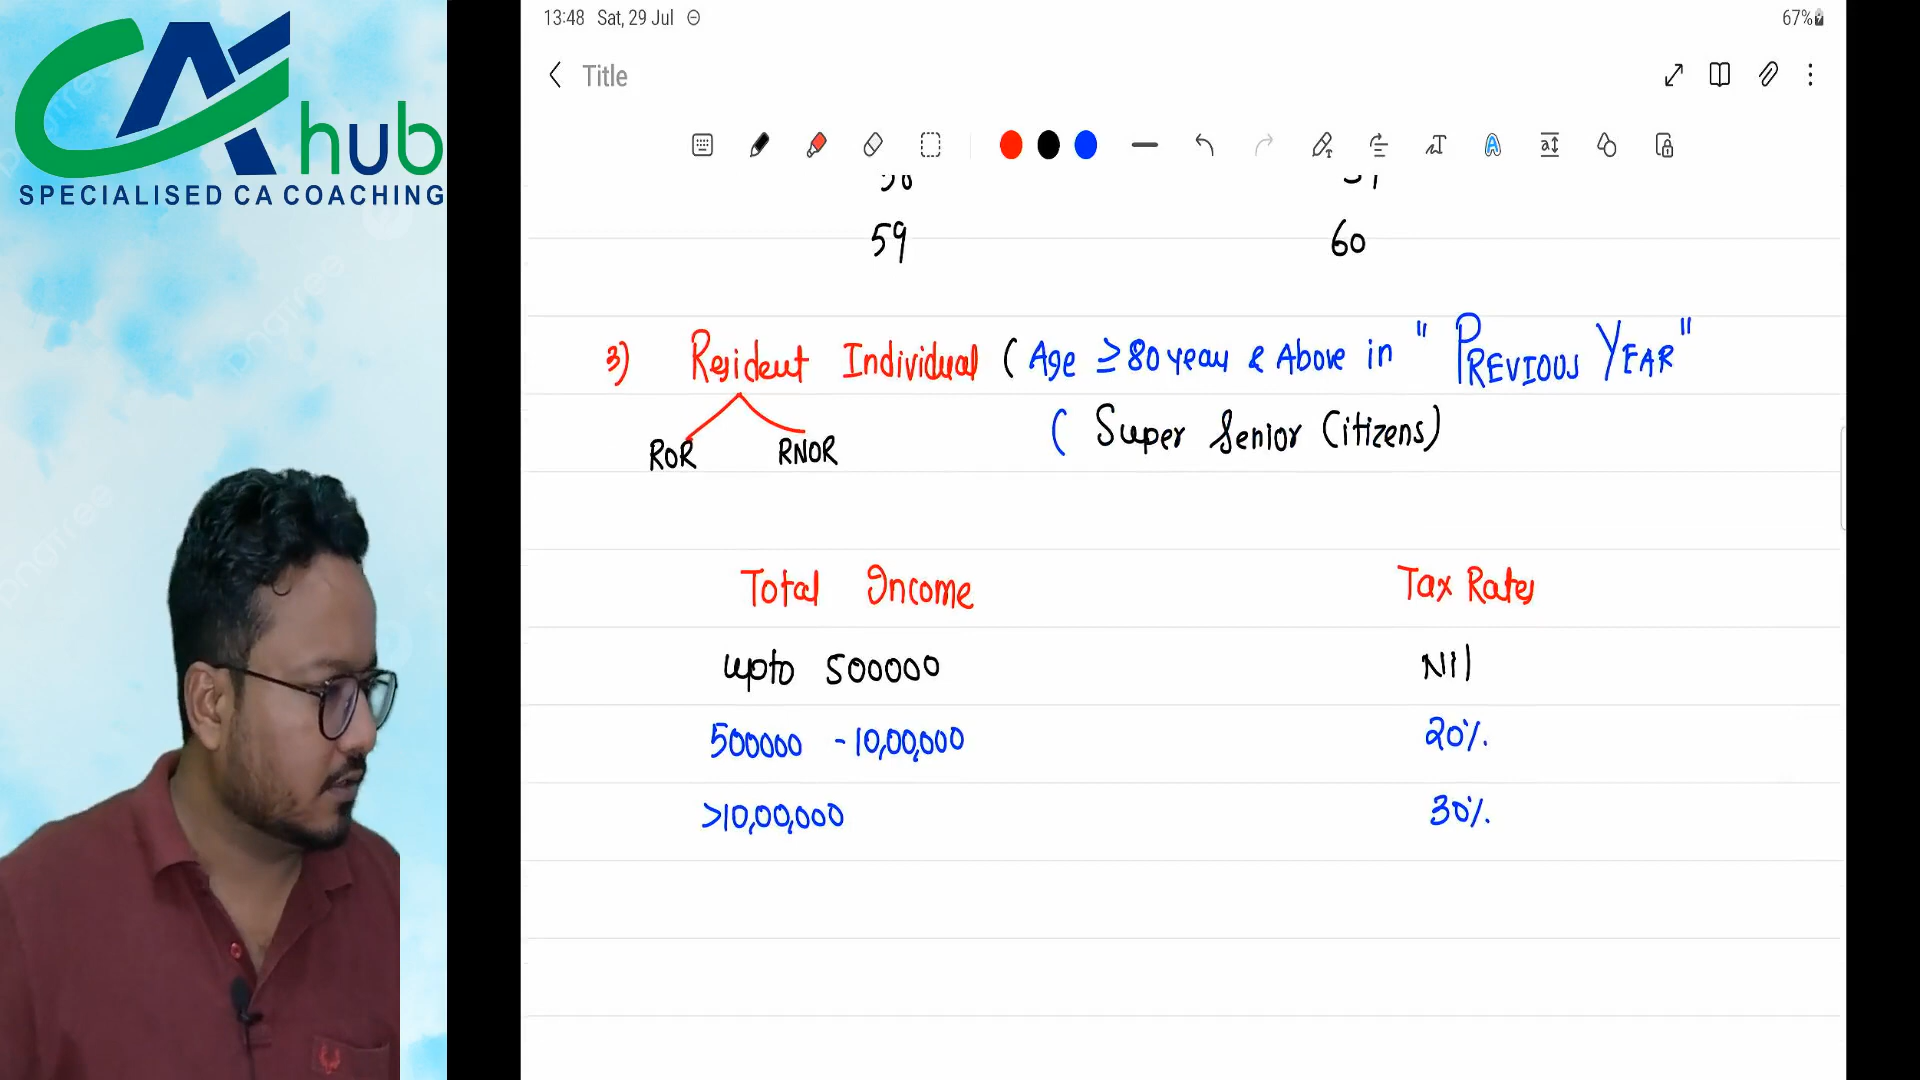 CA hub
SPECIALISED CA COACHING
13:48 Sat, 29 Jul
67%
Title
59 60
3) Resident Individual ( Age ≥ 80 years & Above in " PREVIOUS YEAR"
ROR RNOR ( Super Senior Citizens)
Total Income Tax Rates
upto 500000 Nil
500000 - 10,00,000 20%.
>10,00,000 30%.